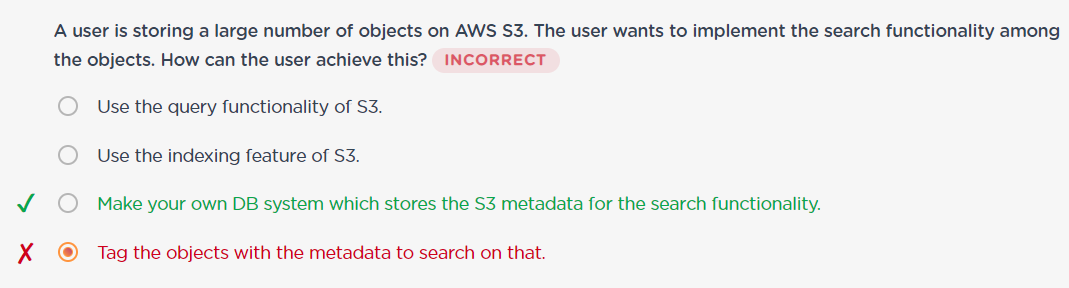 A user is storing a large number of objects on AWS S3. The user wants to implement the search functionality among
the objects. How can the user achieve this? INCORRECT
Use the query functionality of S3.
Use the indexing feature of S3.
Make your own DB system which stores the S3 metadata for the search functionality.
Tag the objects with the metadata to search on that.